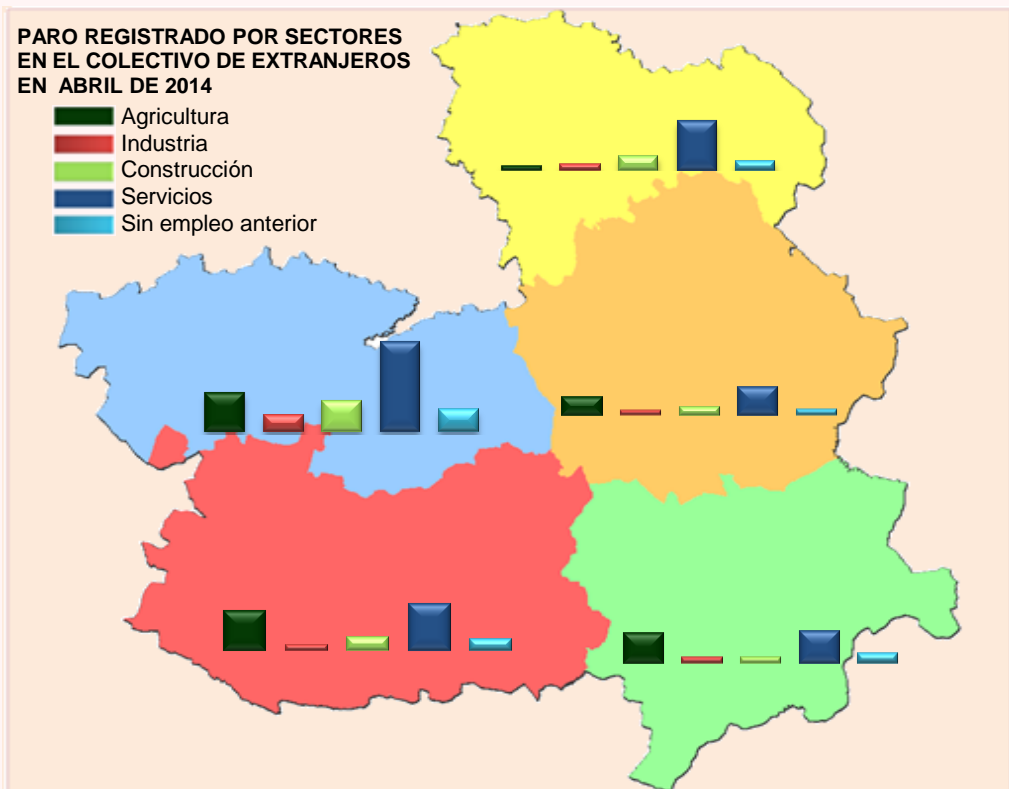 PARO REGISTRADO POR SECTORES
EN EL COLECTIVO DE EXTRANJEROS
EN ABRIL DE 2014
Agricultura
Industria
Construcción
Servicios
Sin empleo anterior